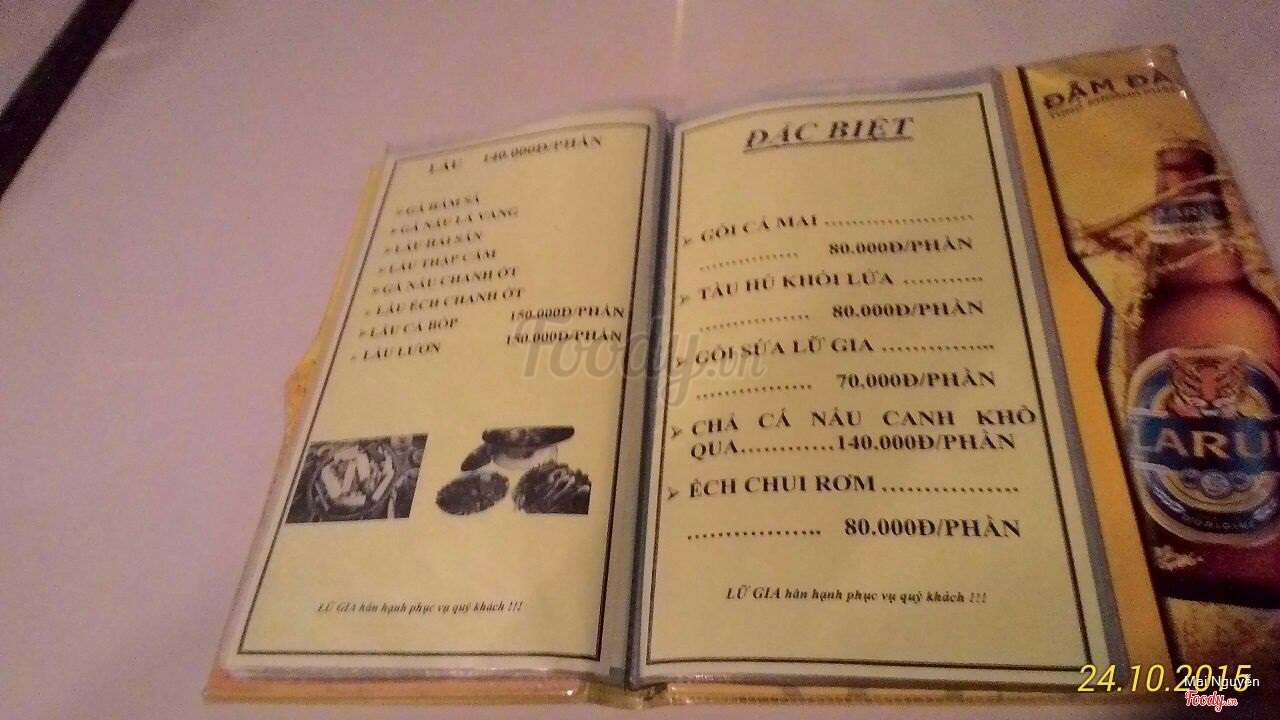 LẨU 140.000Đ/PHẦN
➢ GÀ HẦM SẢ
➢ GÀ NẤU LÁ VANG
➢ LẨU HẢI SẢN
➢ LẨU THẬP CẨM
➢ GÀ NẤU CHANH ỚT
➢ LẨU ẾCH CHANH ỚT
➢ LẨU CÁ BỐP 150.000Đ/PHẦN
➢ LẨU LƯƠN 150.000Đ/PHẦN
LỮ GIA hân hạnh phục vụ quý khách !!!
ĐẶC BIỆT
➢ GỎI CÁ MAI …………………
…………… 80.000Đ/PHẦN
➢ TÀU HŨ KHÓI LỬA ………..
……………. 80.000Đ/PHẦN
➢ GỎI SỨA LỮ GIA ……………..
……………. 70.000Đ/PHẦN
➢ CHẢ CÁ NẤU CANH KHỔ
QUA…………140.000Đ/PHẦN
➢ ẾCH CHUI RƠM ……………
…………….. 80.000Đ/PHẦN
LỮ GIA hân hạnh phục vụ quý khách !!!
ĐẬM ĐÀ
LARUE
ORIGINAL
Foody.vn
24.10.2015
Mai Nguyễn
Foody.vn